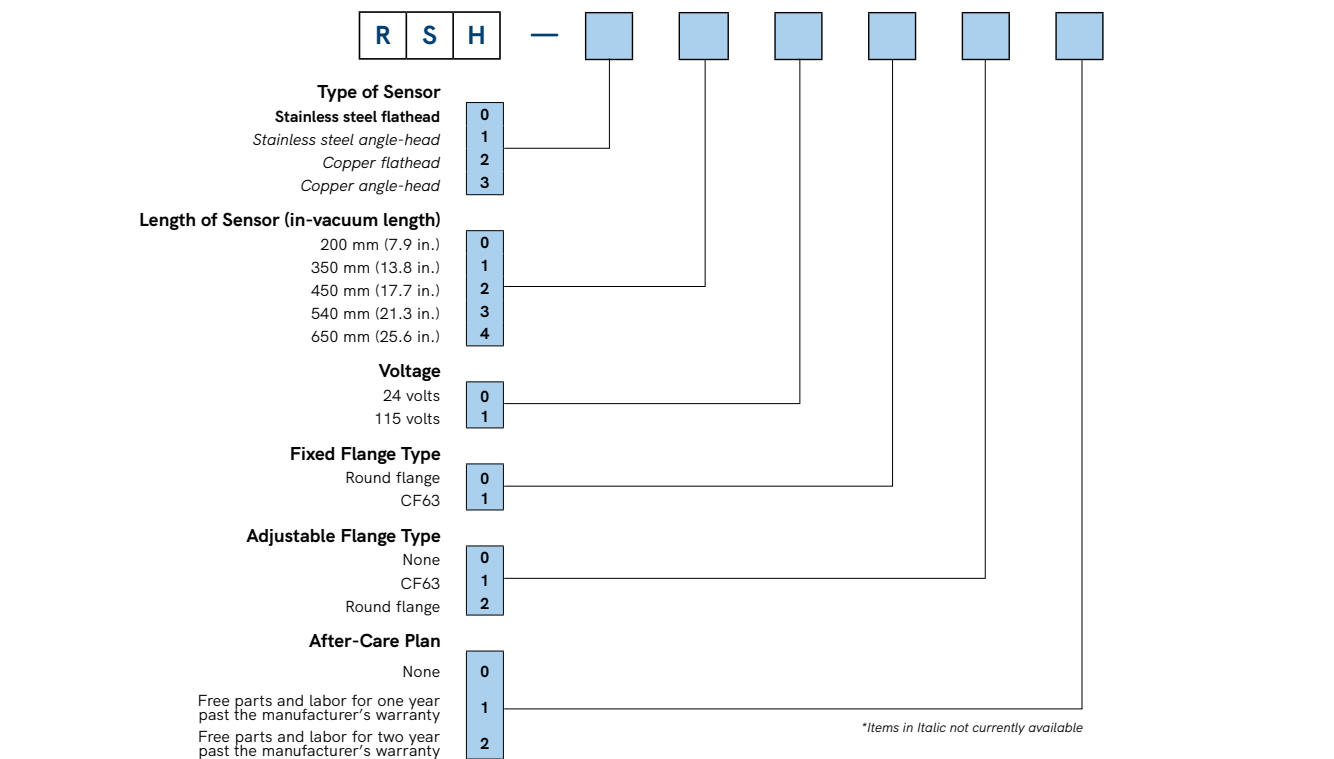 R S H —
Type of Sensor
Stainless steel flathead 0
Stainless steel angle-head 1
Copper flathead 2
Copper angle-head 3
Length of Sensor (in-vacuum length)
200 mm (7.9 in.) 0
350 mm (13.8 in.) 1
450 mm (17.7 in.) 2
540 mm (21.3 in.) 3
650 mm (25.6 in.) 4
Voltage
24 volts 0
115 volts 1
Fixed Flange Type
Round flange 0
CF63 1
Adjustable Flange Type
None 0
CF63 1
Round flange 2
After-Care Plan
None 0
Free parts and labor for one year
past the manufacturer’s warranty 1
Free parts and labor for two year
past the manufacturer’s warranty 2
*Items in Italic not currently available